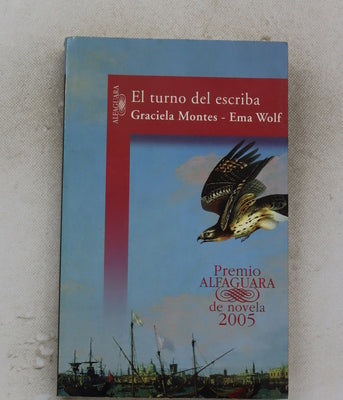 ALFAGUARA
El turno del escriba
Graciela Montes - Ema Wolf
Premio
ALFAGUARA
de novela
2005